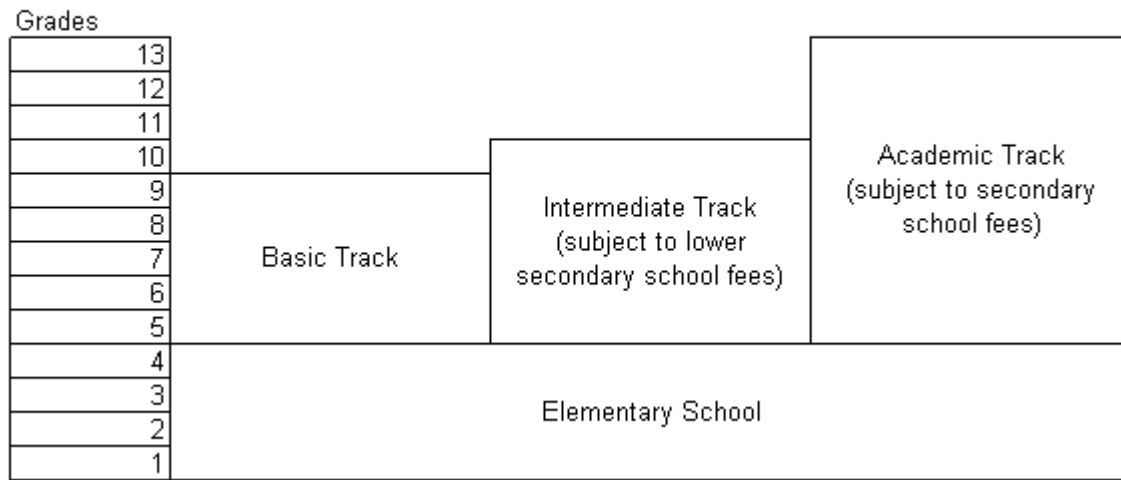 Grades
13
12
11
10
9
8
7
6
5
4
3
2
1
Basic Track
Intermediate Track
(subject to lower
secondary school fees)
Academic Track
(subject to secondary
school fees)
Elementary School